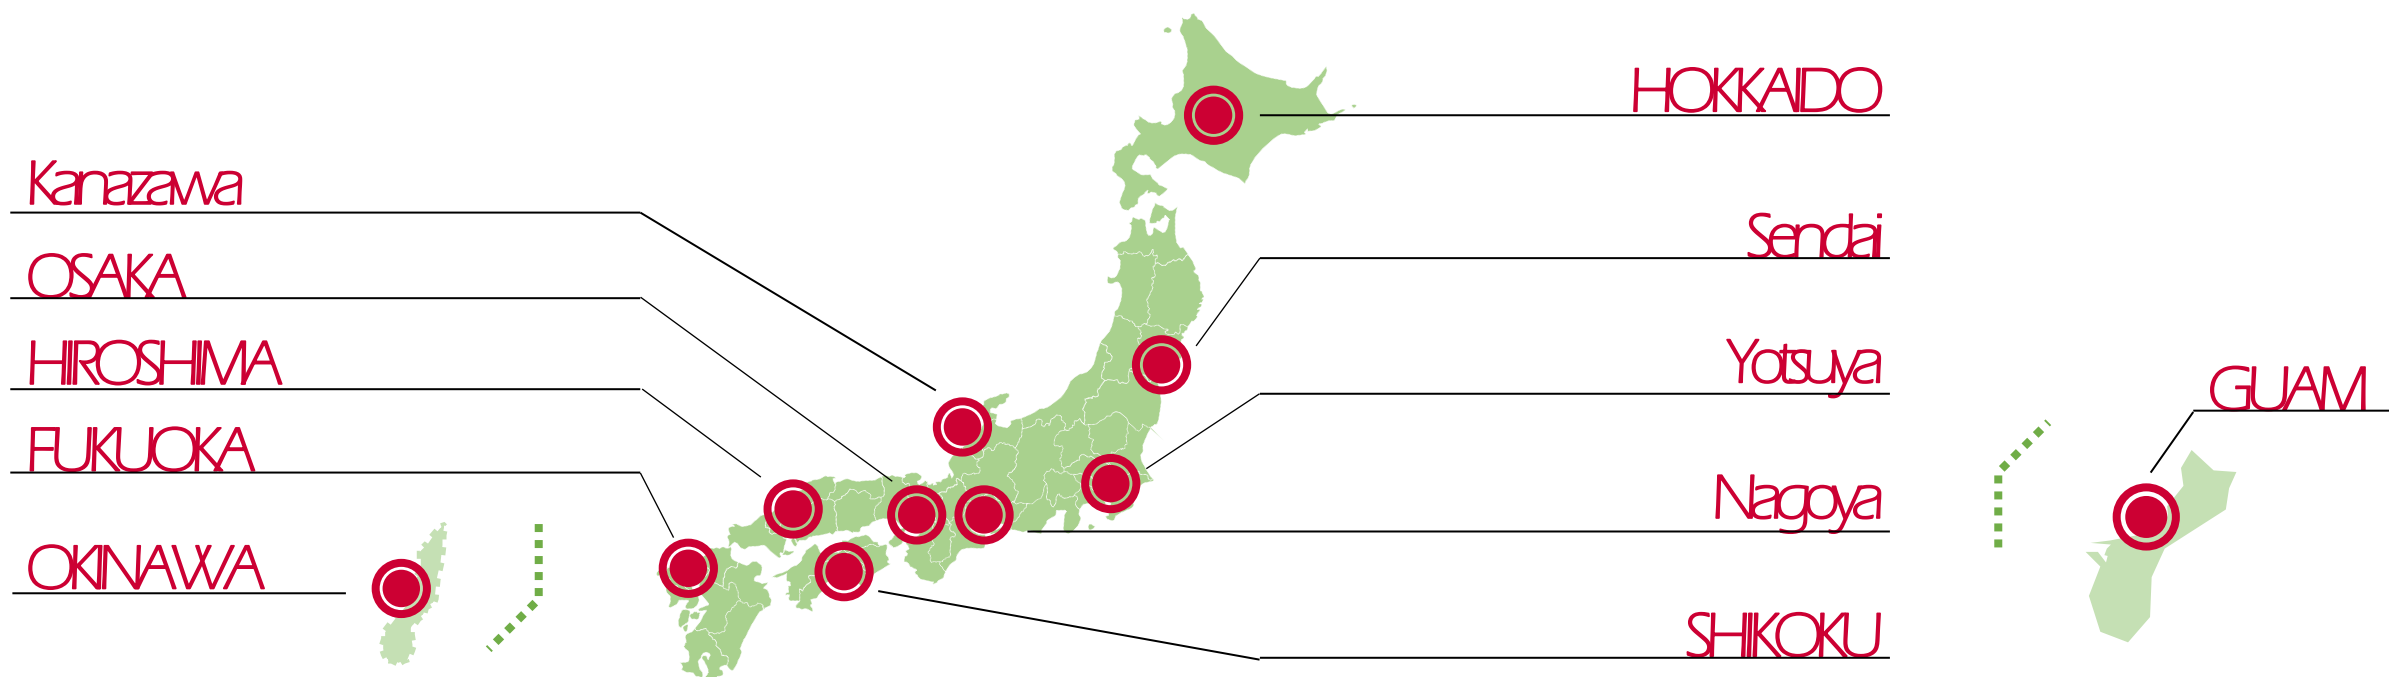 HOKKAIDO
Kanazawa
Sendai
OSAKA
HIROSHIMA
Yotsuya
GUAM
FUKUOKA
Nagoya
OKINAWA
SHIKOKU